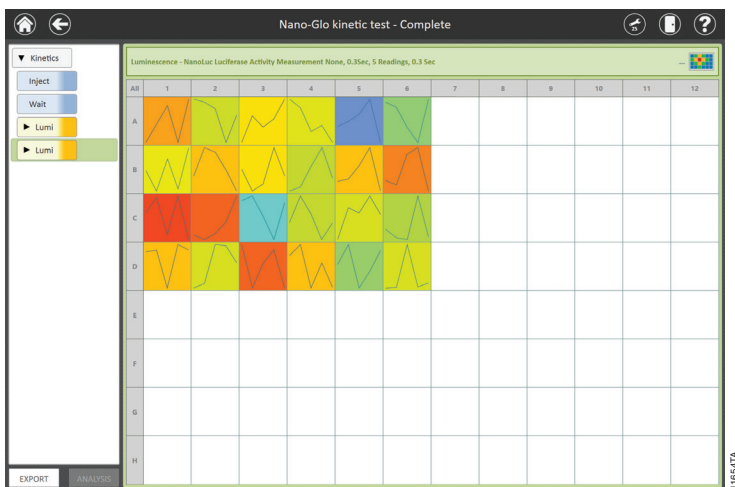 Nano-Glo kinetic test - Complete
25
?
▼ Kinetics
Inject
Wait
► Lumi
► Lumi
Luminescence - NanoLuc Luciferase Activity Measurement None, 0.3Sec, 5 Readings, 0.3 Sec
...
All 1 2 3 4 5 6 7 8 9 10 11 12
A
B
C
D
E
F
G
H
EXPORT ANALYSIS